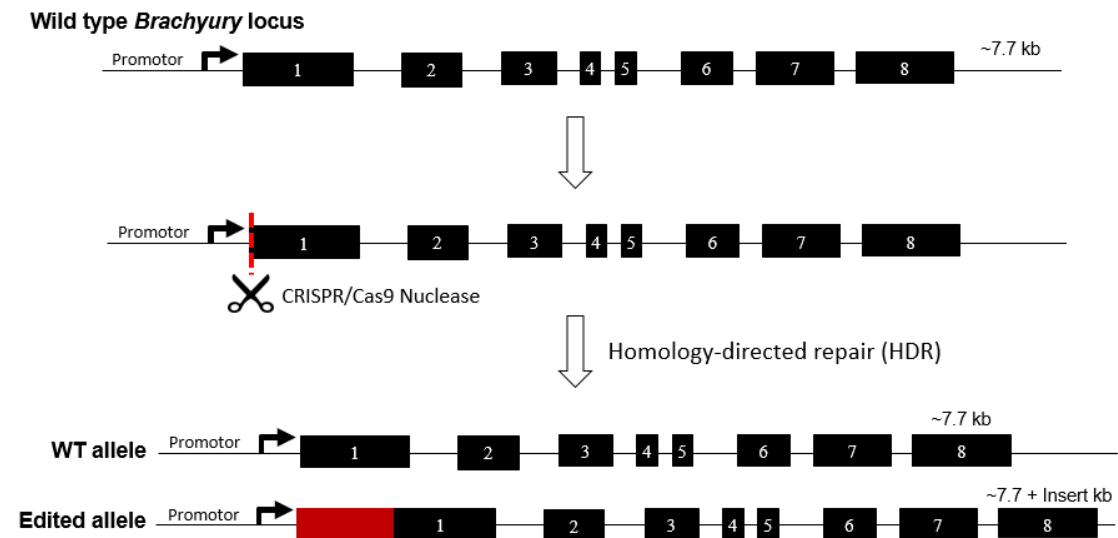 Wild type Brachyury locus
Promotor 1 2 3 4 5 6 7 8 ~7.7 kb
Promotor 1 2 3 4 5 6 7 8
CRISPR/Cas9 Nuclease
Homology-directed repair (HDR)
~7.7 kb
WT allele Promotor 1 2 3 4 5 6 7 8
~7.7 + Insert kb
Edited allele Promotor 1 2 3 4 5 6 7 8